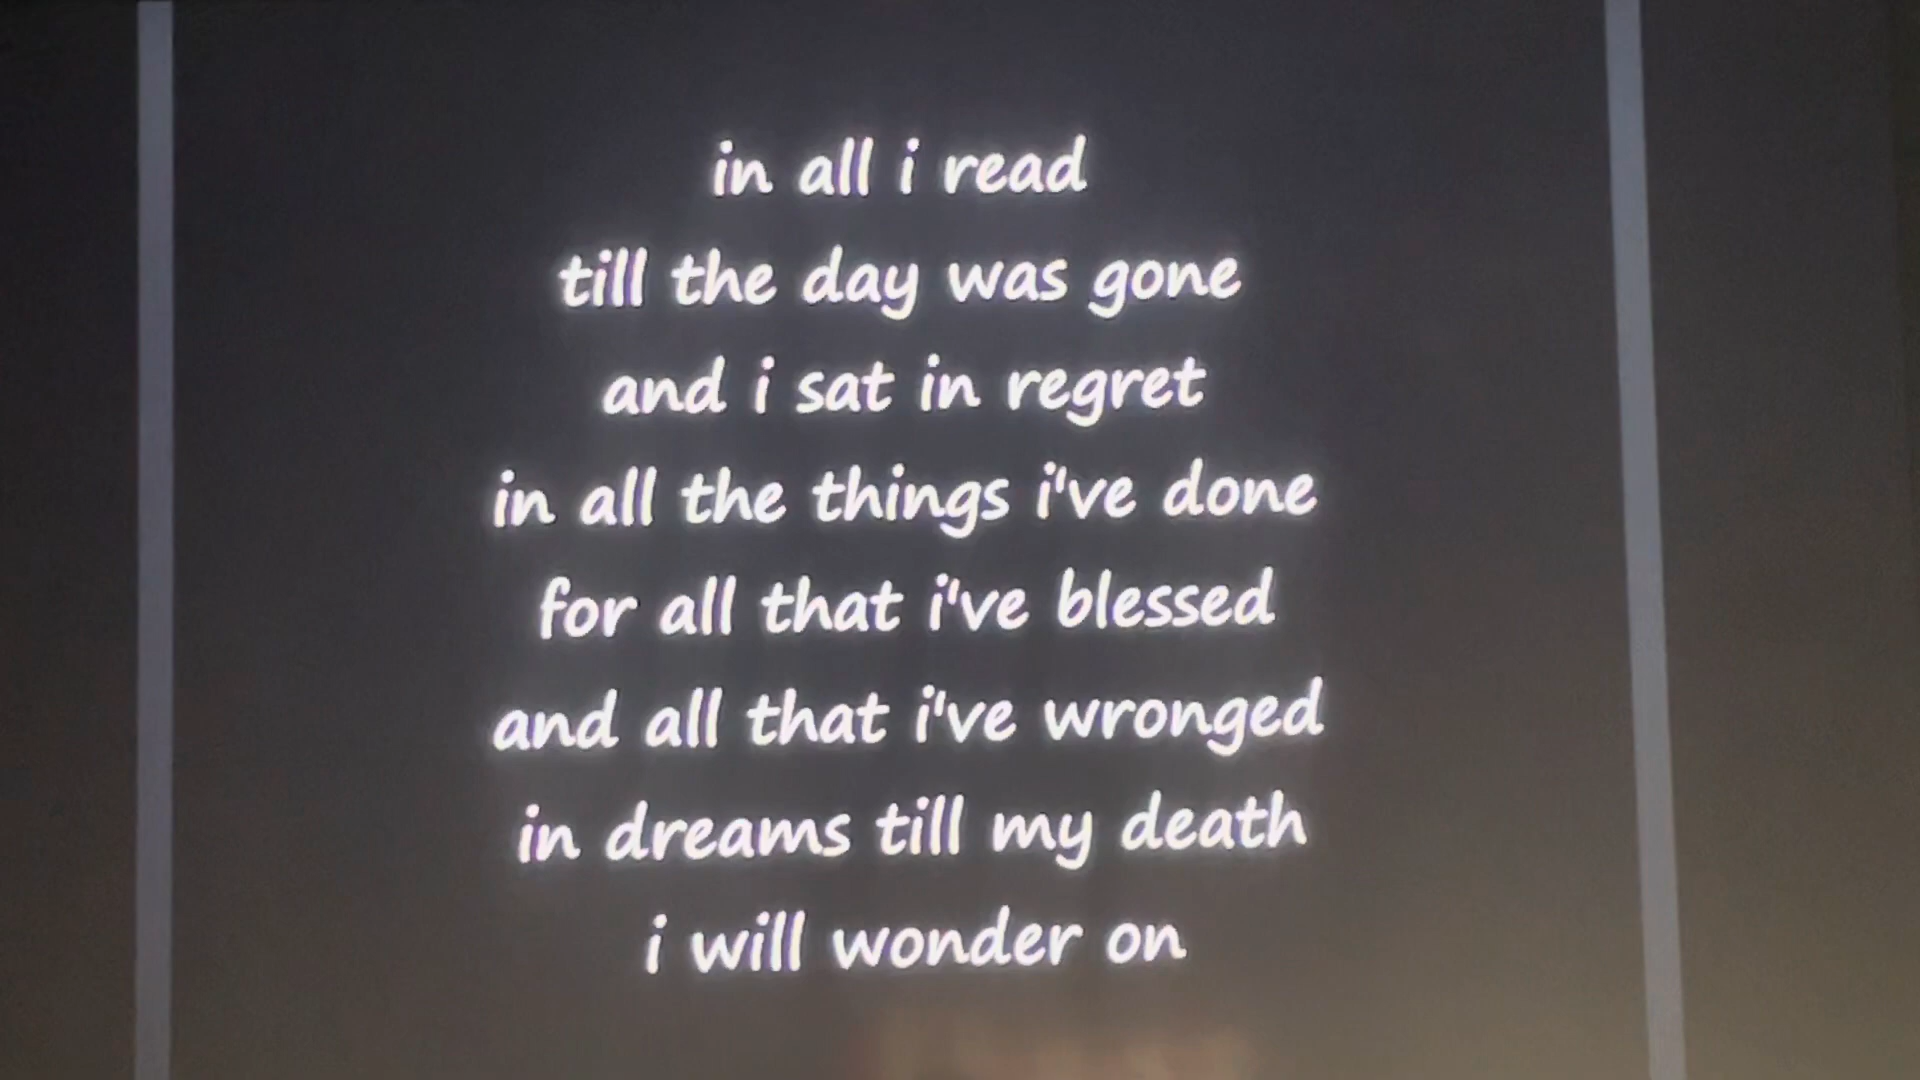 in all i read
till the day was gone
and i sat in regret
in all the things i've done
for all that i've blessed
and all that i've wronged
in dreams till my death
i will wonder on